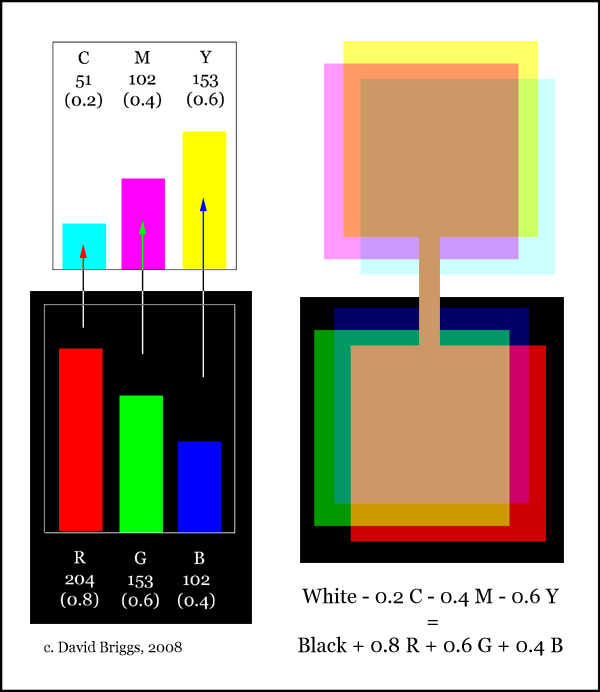 C M Y
51 102 153
(0.2) (0.4) (0.6)
R G B
204 153 102
(0.8) (0.6) (0.4)
c. David Briggs, 2008
White - 0.2 C - 0.4 M - 0.6 Y
=
Black + 0.8 R + 0.6 G + 0.4 B